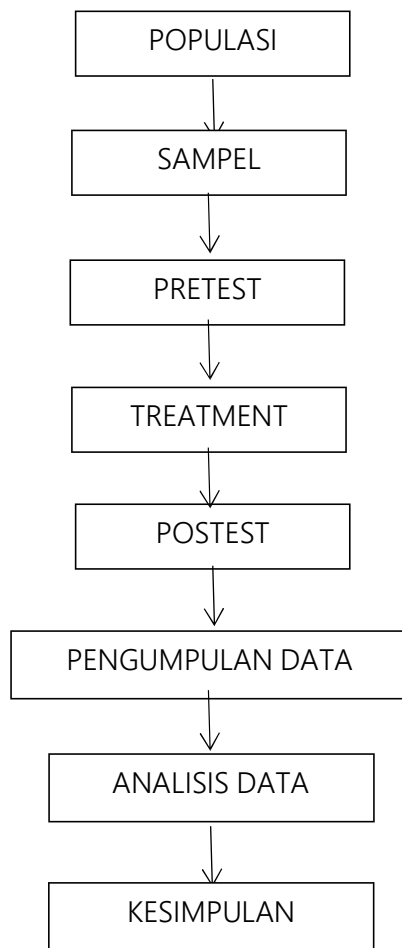 POPULASI
SAMPEL
PRETEST
TREATMENT
POSTEST
PENGUMPULAN DATA
ANALISIS DATA
KESIMPULAN